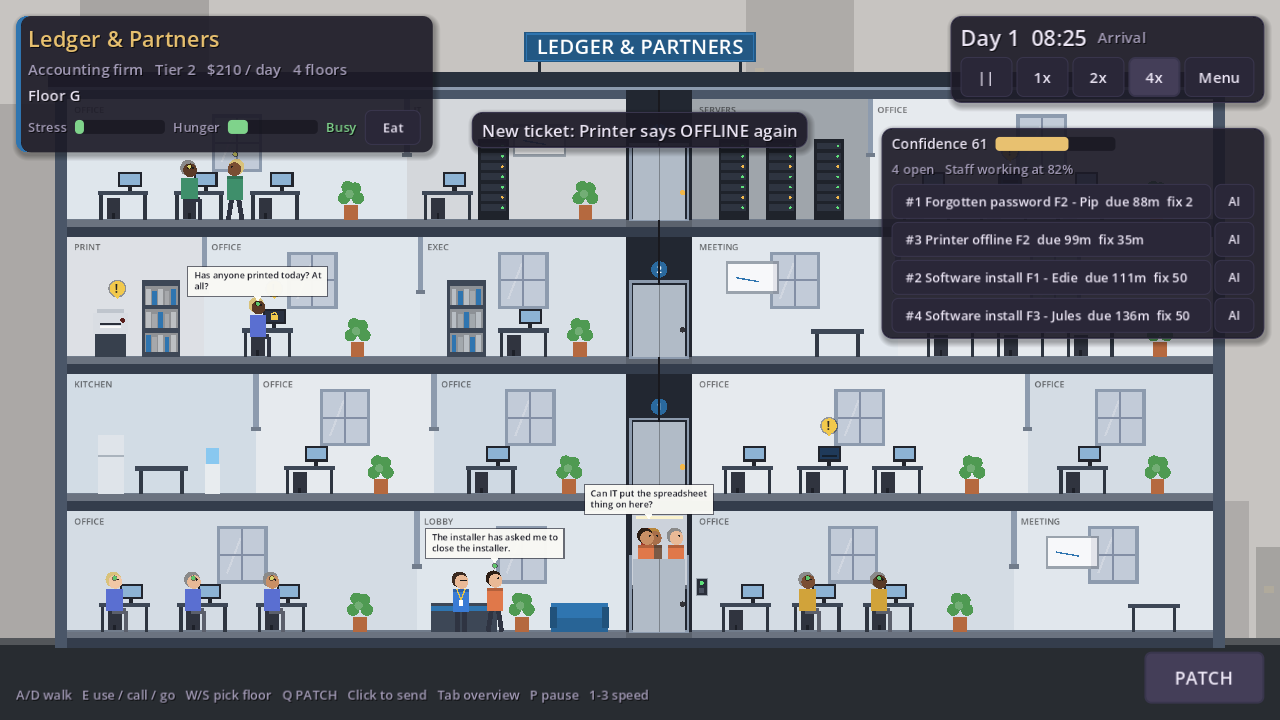 Ledger & Partners
Accounting firm Tier 2 $210 / day 4 floors
Floor G
Stress Hunger Busy Eat
LEDGER & PARTNERS
Day 1 08:25 Arrival
|| 1x 2x 4x Menu
New ticket: Printer says OFFLINE again
Confidence 61
4 open Staff working at 82%
#1 Forgotten password F2 - Pip due 88m fix 2 AI
#3 Printer offline F2 due 99m fix 35m AI
#2 Software install F1 - Edie due 111m fix 50 AI
#4 Software install F3 - Jules due 136m fix 50 AI
SERVERS
OFFICE
PRINT
OFFICE
EXEC
MEETING
Has anyone printed today? At
all?
2
KITCHEN
OFFICE
OFFICE
OFFICE
OFFICE
Can IT put the spreadsheet
thing on here?
OFFICE
LOBBY
OFFICE
MEETING
The installer has asked me to
close the installer.
A/D walk E use / call / go W/S pick floor Q PATCH Click to send Tab overview P pause 1-3 speed
PATCH